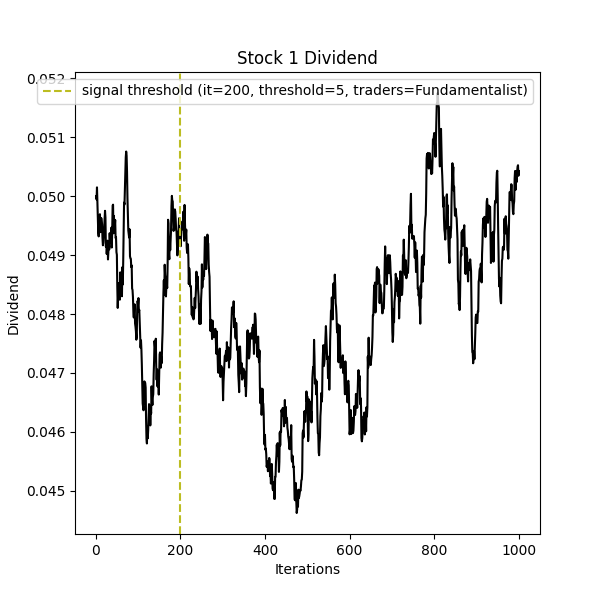 Stock 1 Dividend
signal threshold (it=200, threshold=5, traders=Fundamentalist)
0.052
0.051
0.050
0.049
0.048
0.047
0.046
0.045
Dividend
0 200 400 600 800 1000
Iterations